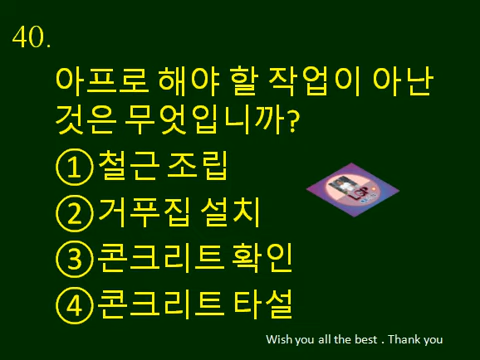 40.
아프로 해야 할 작업이 아난
것은 무엇입니까?
①철근 조립
②거푸집 설치
③콘크리트 확인
④콘크리트 타설
LSP
Wish you all the best . Thank you